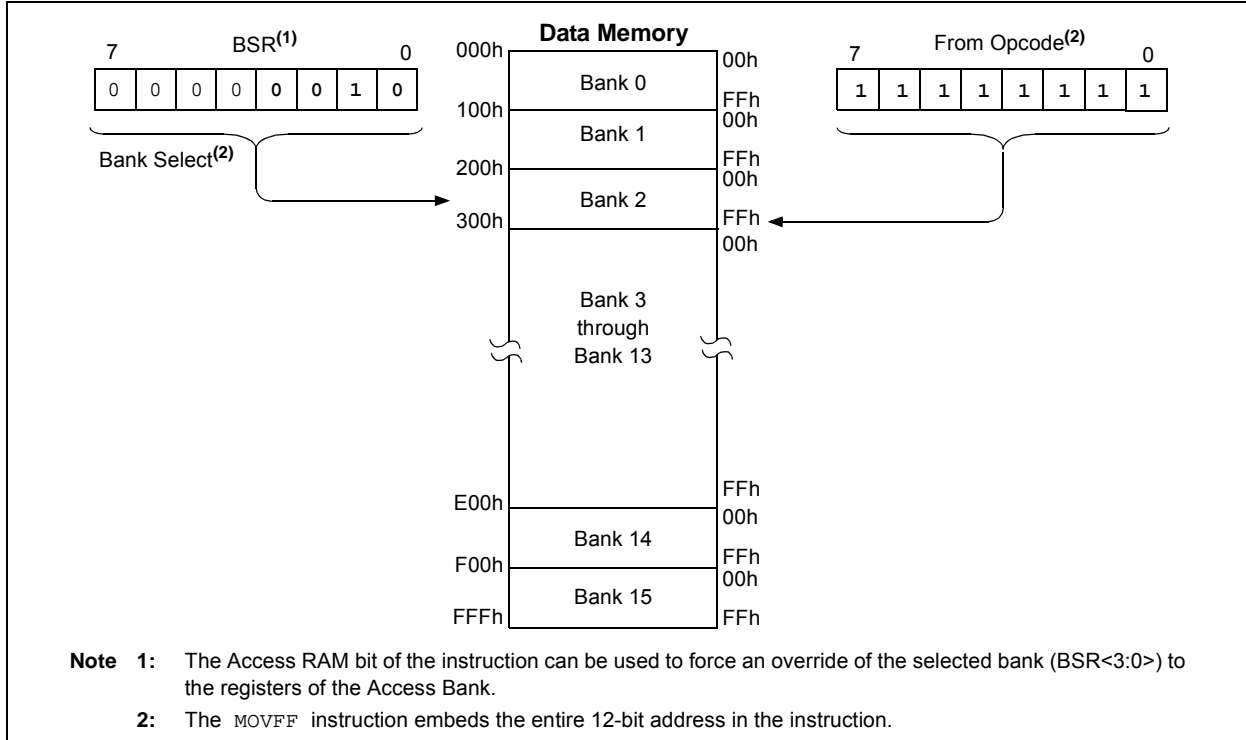 Data Memory
7 BSR(1) 0
0 0 0 0 0 0 1 0
Bank Select(2)
000h
100h
200h
300h
E00h
F00h
FFFh
Bank 0
Bank 1
Bank 2
Bank 3
through
Bank 13
Bank 14
Bank 15
00h
FFh
00h
FFh
00h
FFh
00h
FFh
00h
FFh
00h
FFh
7 From Opcode(2) 0
1 1 1 1 1 1 1 1
Note 1: The Access RAM bit of the instruction can be used to force an override of the selected bank (BSR<3:0>) to
the registers of the Access Bank.
2: The MOVFF instruction embeds the entire 12-bit address in the instruction.